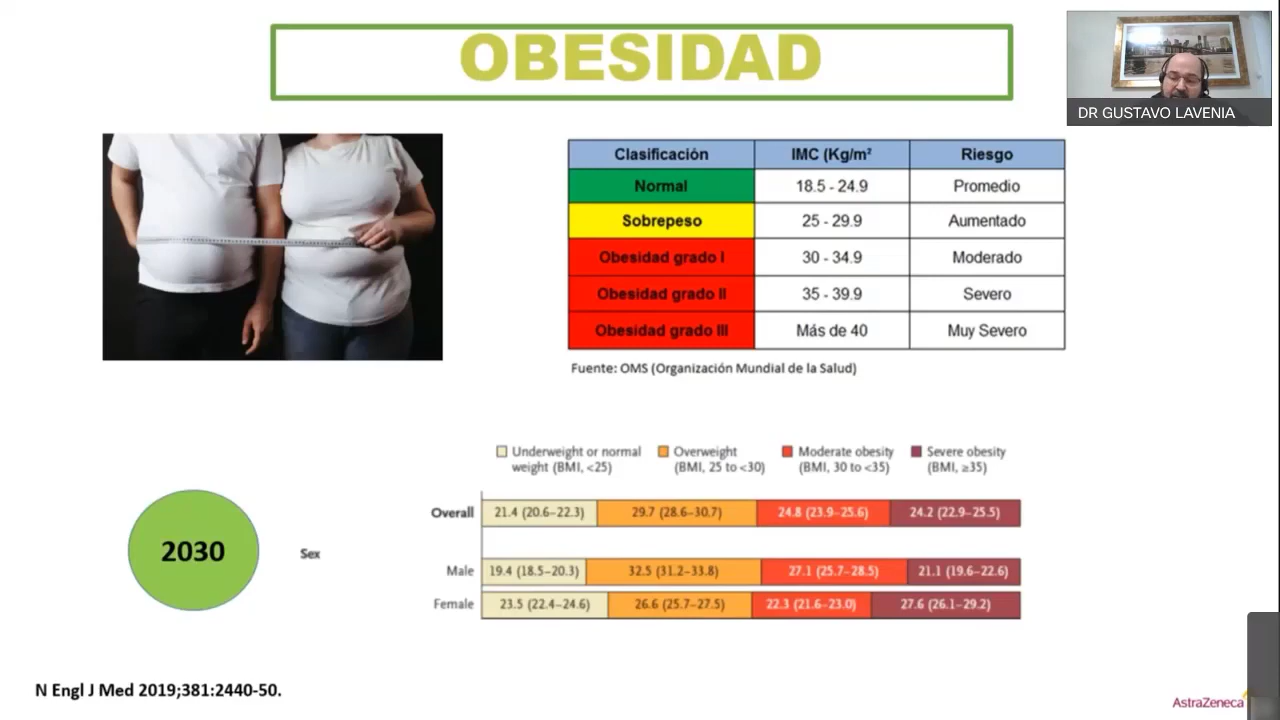 OBESIDAD
DR GUSTAVO LAVENIA
Clasificación IMC (Kg/m² Riesgo
Normal 18.5 - 24.9 Promedio
Sobrepeso 25 - 29.9 Aumentado
Obesidad grado I 30 - 34.9 Moderado
Obesidad grado II 35 - 39.9 Severo
Obesidad grado III Más de 40 Muy Severo
Fuente: OMS (Organización Mundial de la Salud)
Underweight or normal Overweight Moderate obesity Severe obesity
weight (BMI, <25) (BMI, 25 to <30) (BMI, 30 to <35) (BMI, ≥35)
Overall 21.4 (20.6–22.3) 29.7 (28.6–30.7) 24.8 (23.9–25.6) 24.2 (22.9–25.5)
2030
Sex
Male 19.4 (18.5–20.3) 32.5 (31.2–33.8) 27.1 (25.7–28.5) 21.1 (19.6–22.6)
Female 23.5 (22.4–24.6) 26.6 (25.7–27.5) 22.3 (21.6–23.0) 27.6 (26.1–29.2)
N Engl J Med 2019;381:2440-50.
AstraZeneca